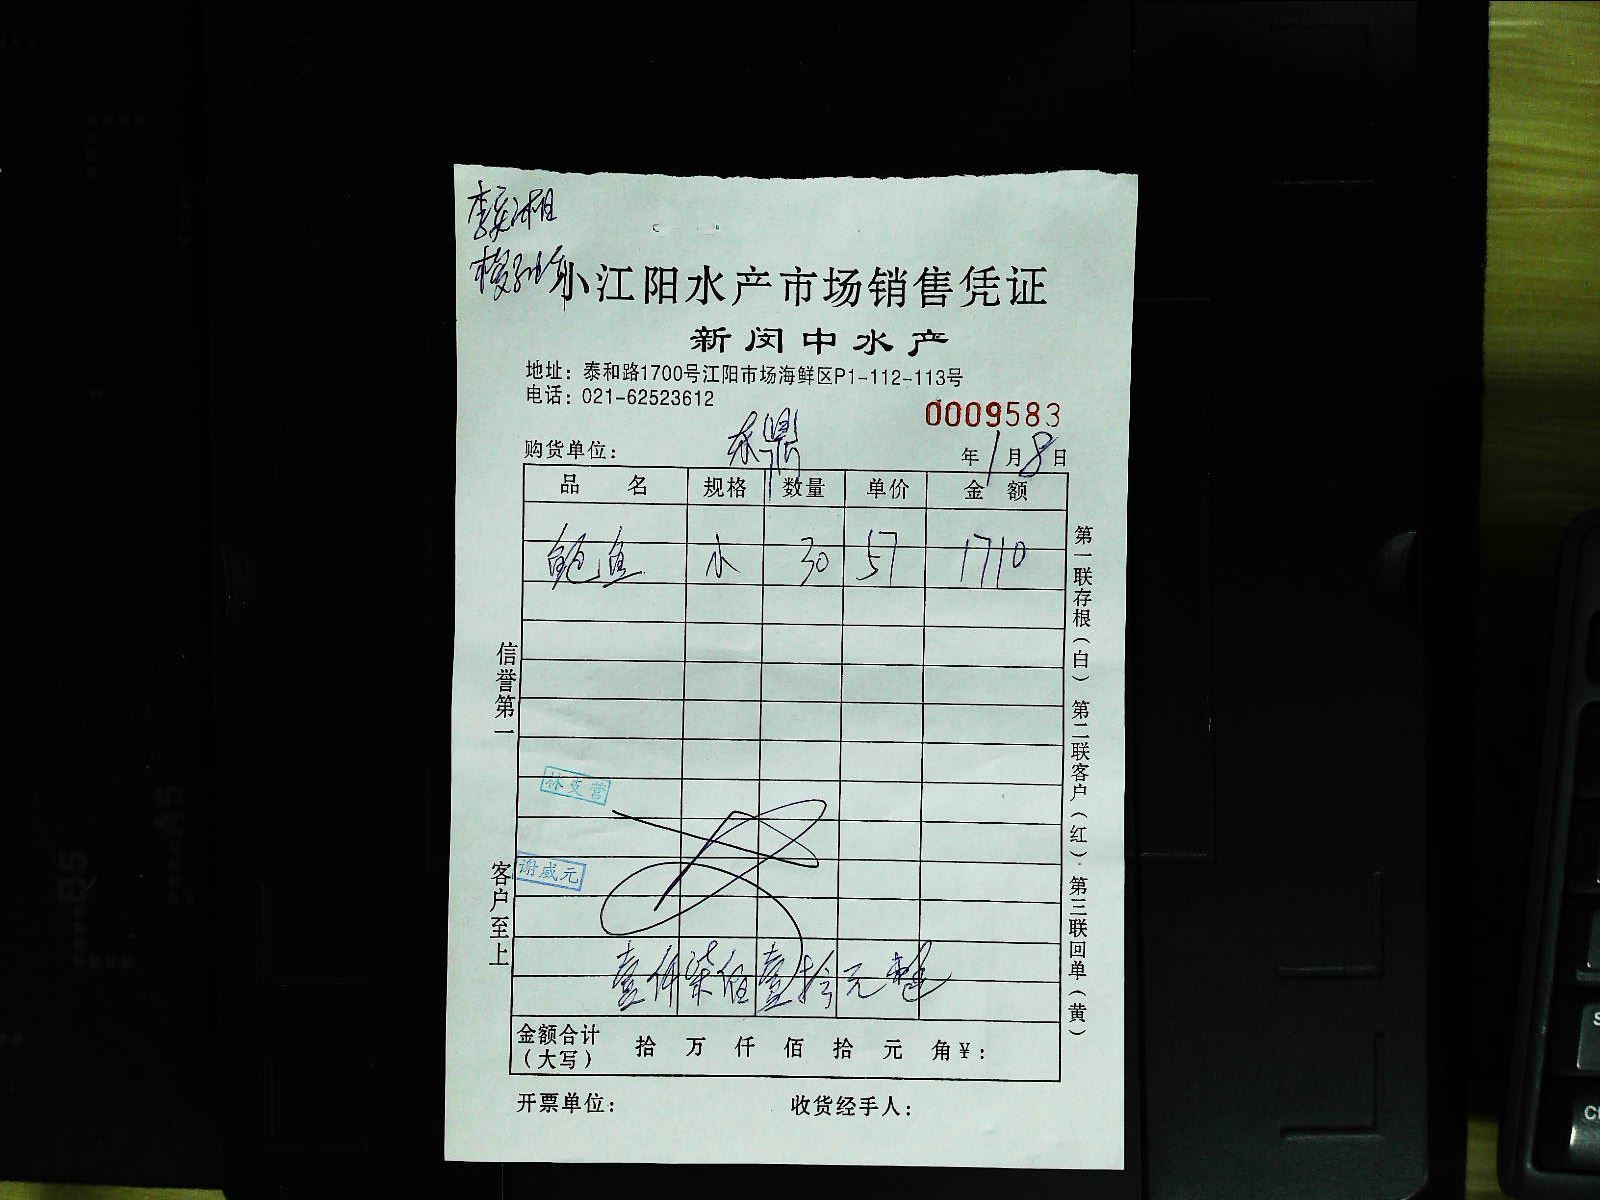 小江阳水产市场销售凭证
新闵中水产
地址：泰和路1700号江阳市场海鲜区P1-112-113号
电话：021-62523612
0009583
购货单位：
年1月8日
品名 规格 数量 单价 金额
鲍鱼 小 30 57 1710
信誉第一
客户至上
林支营
谢咸元
壹仟柒佰壹拾元整
金额合计（大写） 拾 万 仟 佰 拾 元 角¥：
开票单位： 收货经手人：
第一联存根（白）第二联客户（红）·第三联回单（黄）